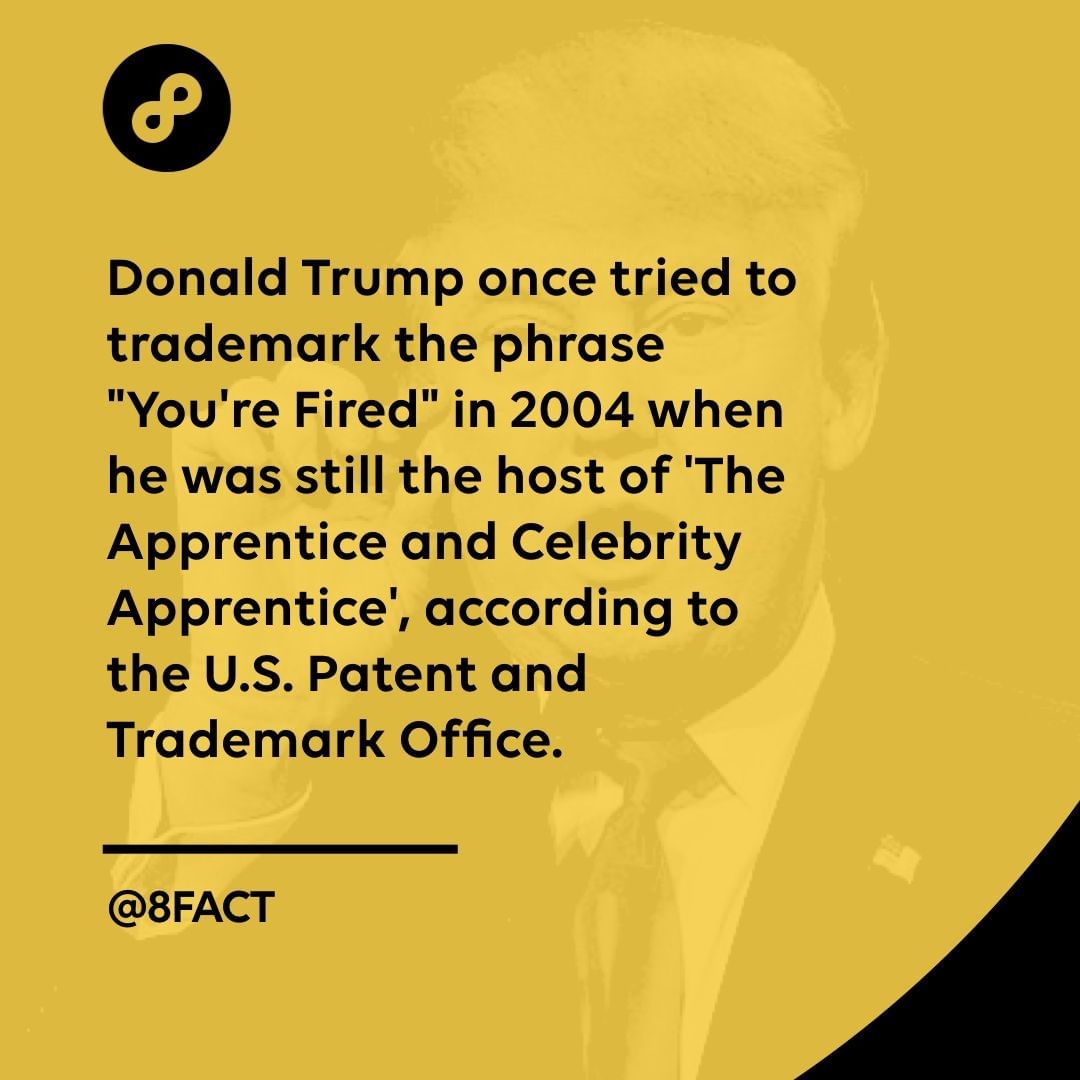 Donald Trump once tried to
trademark the phrase
"You're Fired" in 2004 when
he was still the host of 'The
Apprentice and Celebrity
Apprentice', according to
the U.S. Patent and
Trademark Office.
@8FACT